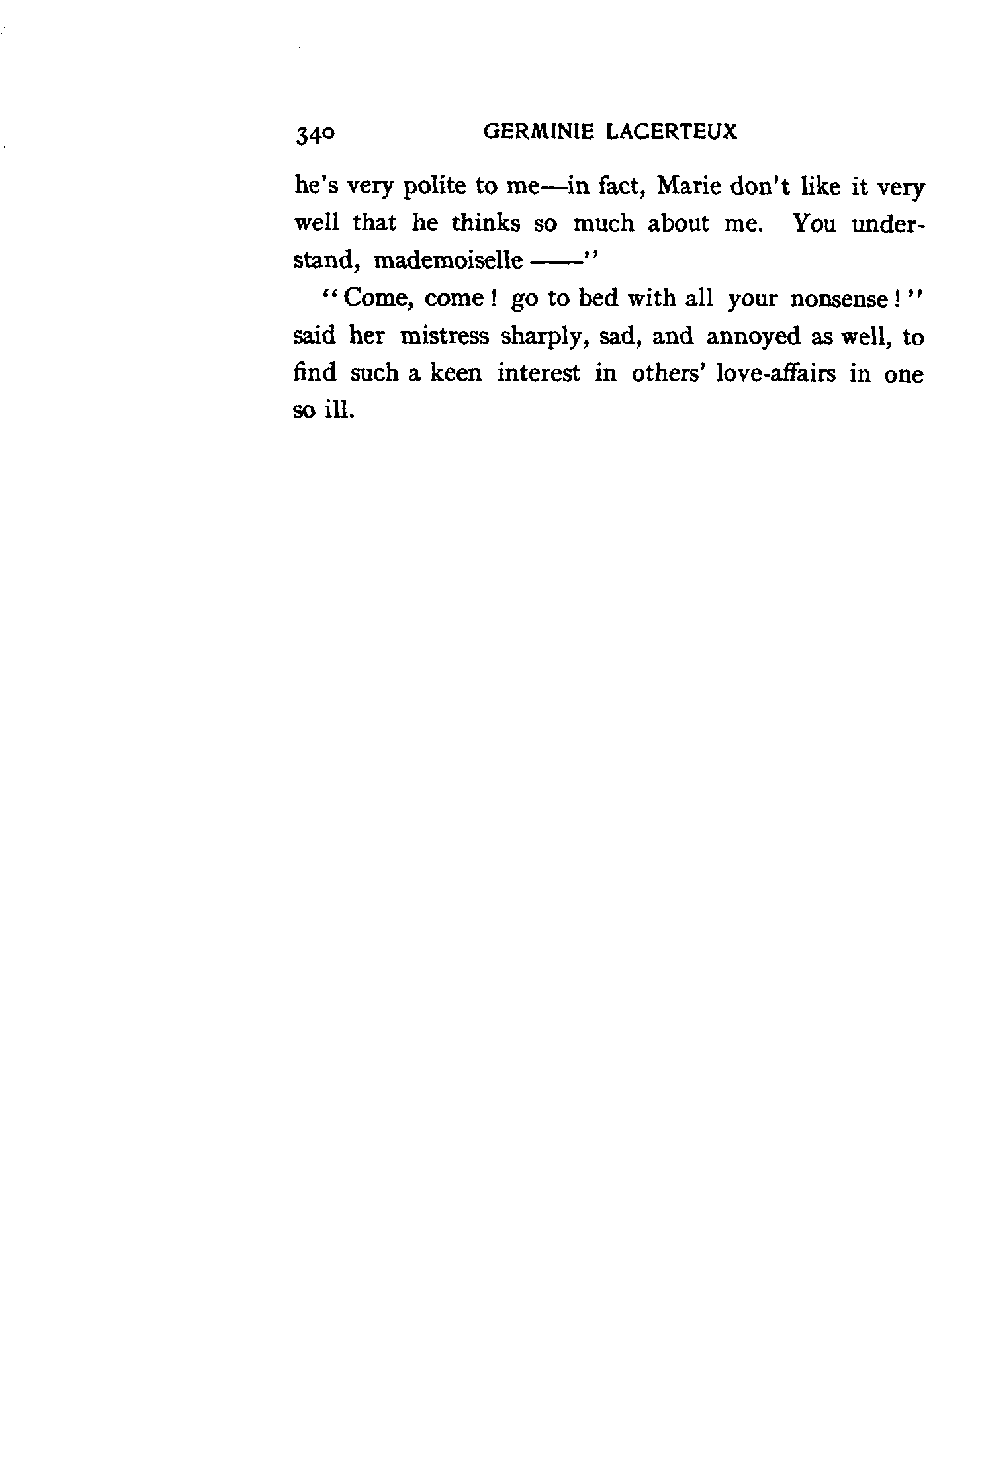 340 GERMINIE LACERTEUX
he's very polite to me—in fact, Marie don't like it very
well that he thinks so much about me. You under-
stand, mademoiselle ——"
"Come, come! go to bed with all your nonsense!"
said her mistress sharply, sad, and annoyed as well, to
find such a keen interest in others' love-affairs in one
so ill.